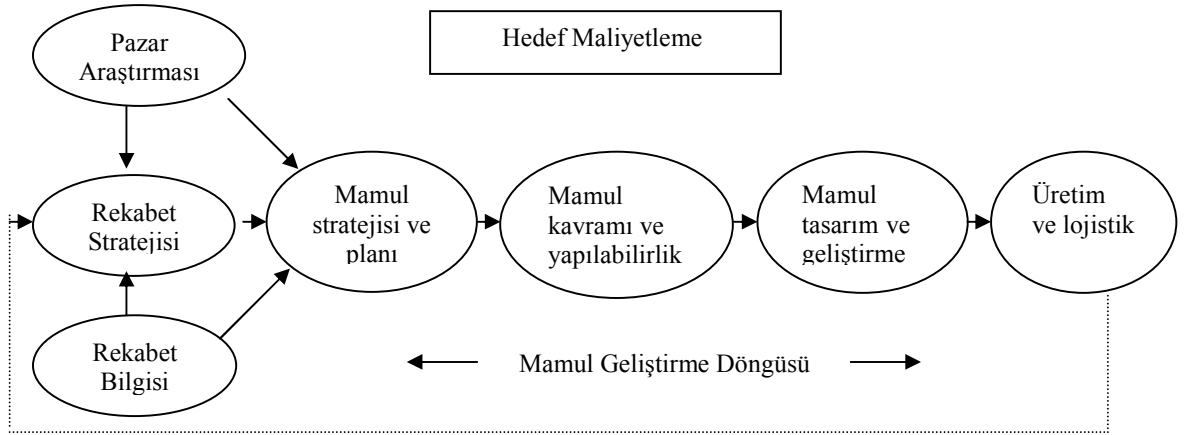 Pazar
Araştırması
Hedef Maliyetleme
Rekabet
Stratejisi
Mamul
stratejisi ve
planı
Mamul
kavramı ve
yapılabilirlik
Mamul
tasarım ve
geliştirme
Üretim
ve lojistik
Rekabet
Bilgisi
Mamul Geliştirme Döngüsü